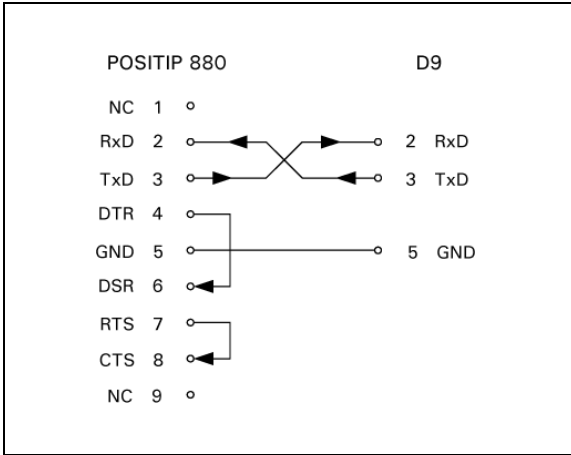 POSITIP 880 D9
NC 1
RxD 2 2 RxD
TxD 3 3 TxD
DTR 4
GND 5 5 GND
DSR 6
RTS 7
CTS 8
NC 9